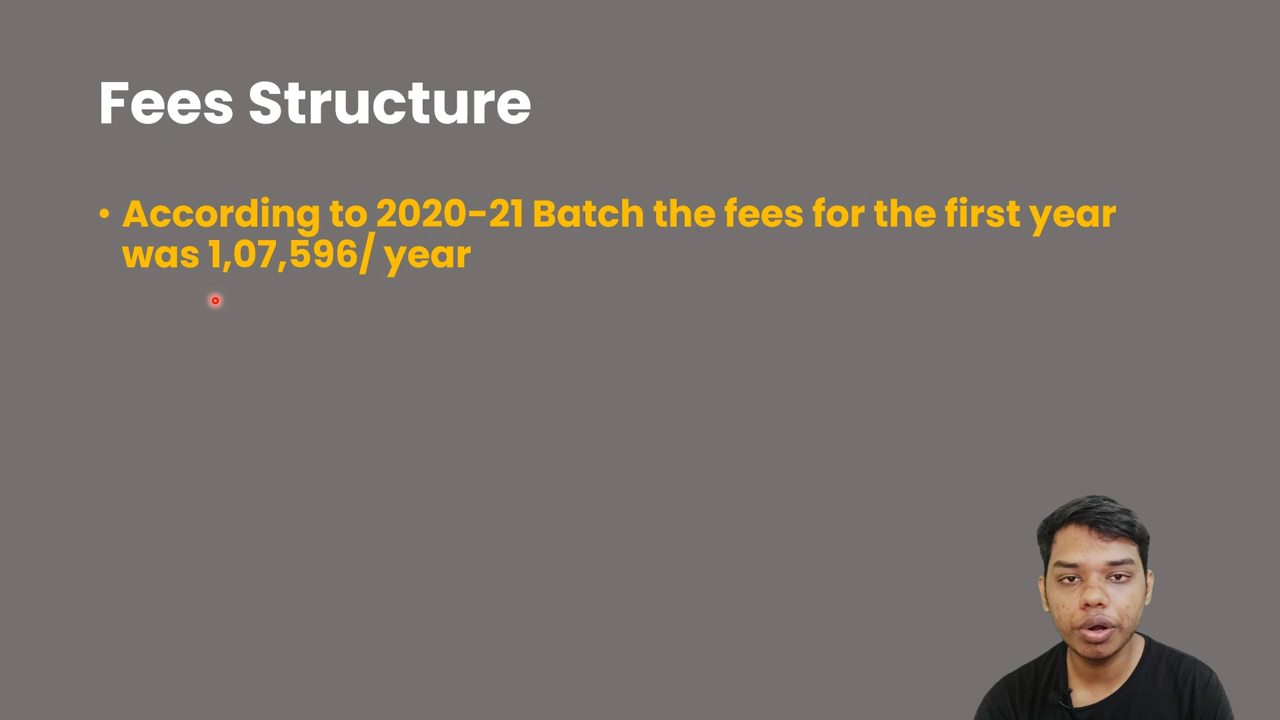 Fees Structure
• According to 2020-21 Batch the fees for the first year
was 1,07,596/ year